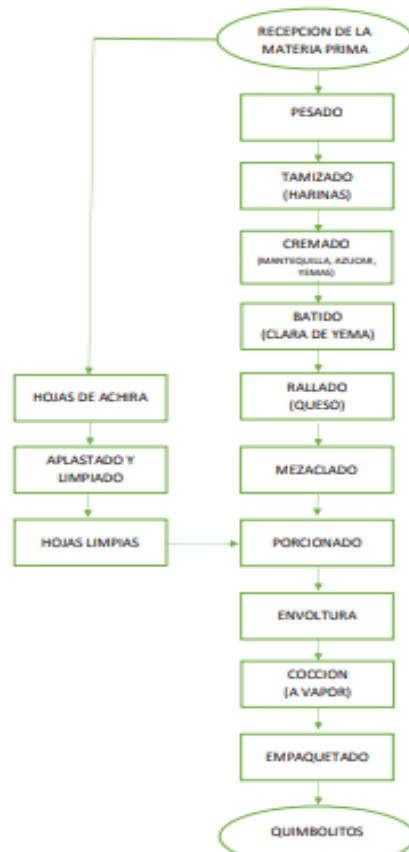 RECEPCION DE LA
MATERIA PRIMA
PESADO
TAMIZADO
(HARINAS)
CREMADO
(MANTEQUILLA, AZUCAR,
YEMAS)
BATIDO
(CLARA DE YEMA)
RALLADO
(QUESO)
MEZACLADO
HOJAS DE ACHIRA
APLASTADO Y
LIMPIADO
HOJAS LIMPIAS
PORCIONADO
ENVOLTURA
COCCION
(A VAPOR)
EMPAQUETADO
QUIMBOLITOS